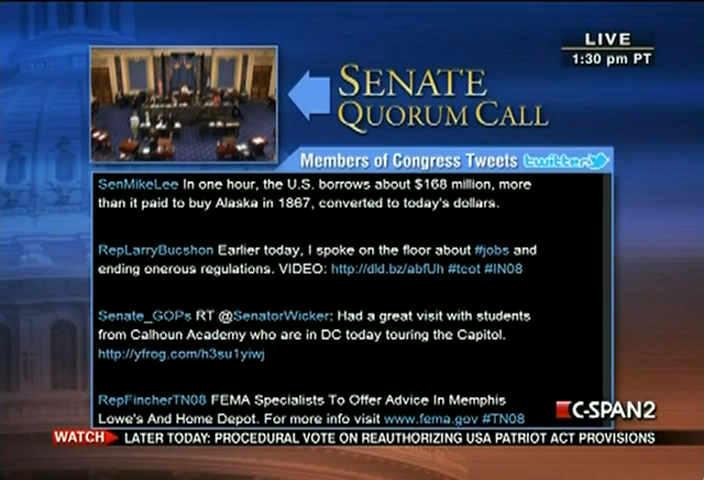 LIVE
1:30 pm PT
SENATE
QUORUM CALL
Members of Congress Tweets twitter
SenMikeLee In one hour, the U.S. borrows about $168 million, more
than it paid to buy Alaska in 1867, converted to today's dollars.
RepLarryBucshon Earlier today, I spoke on the floor about #jobs and
ending onerous regulations. VIDEO: http://dld.bz/abfUh #tcot #IN08
Senate_GOPs RT @SenatorWicker: Had a great visit with students
from Calhoun Academy who are in DC today touring the Capitol.
http://yfrog.com/h3su1yiwj
RepFincherTN08 FEMA Specialists To Offer Advice In Memphis
Lowe's And Home Depot. For more info visit www.fema.gov #TN08
C-SPAN2
WATCH LATER TODAY: PROCEDURAL VOTE ON REAUTHORIZING USA PATRIOT ACT PROVISIONS